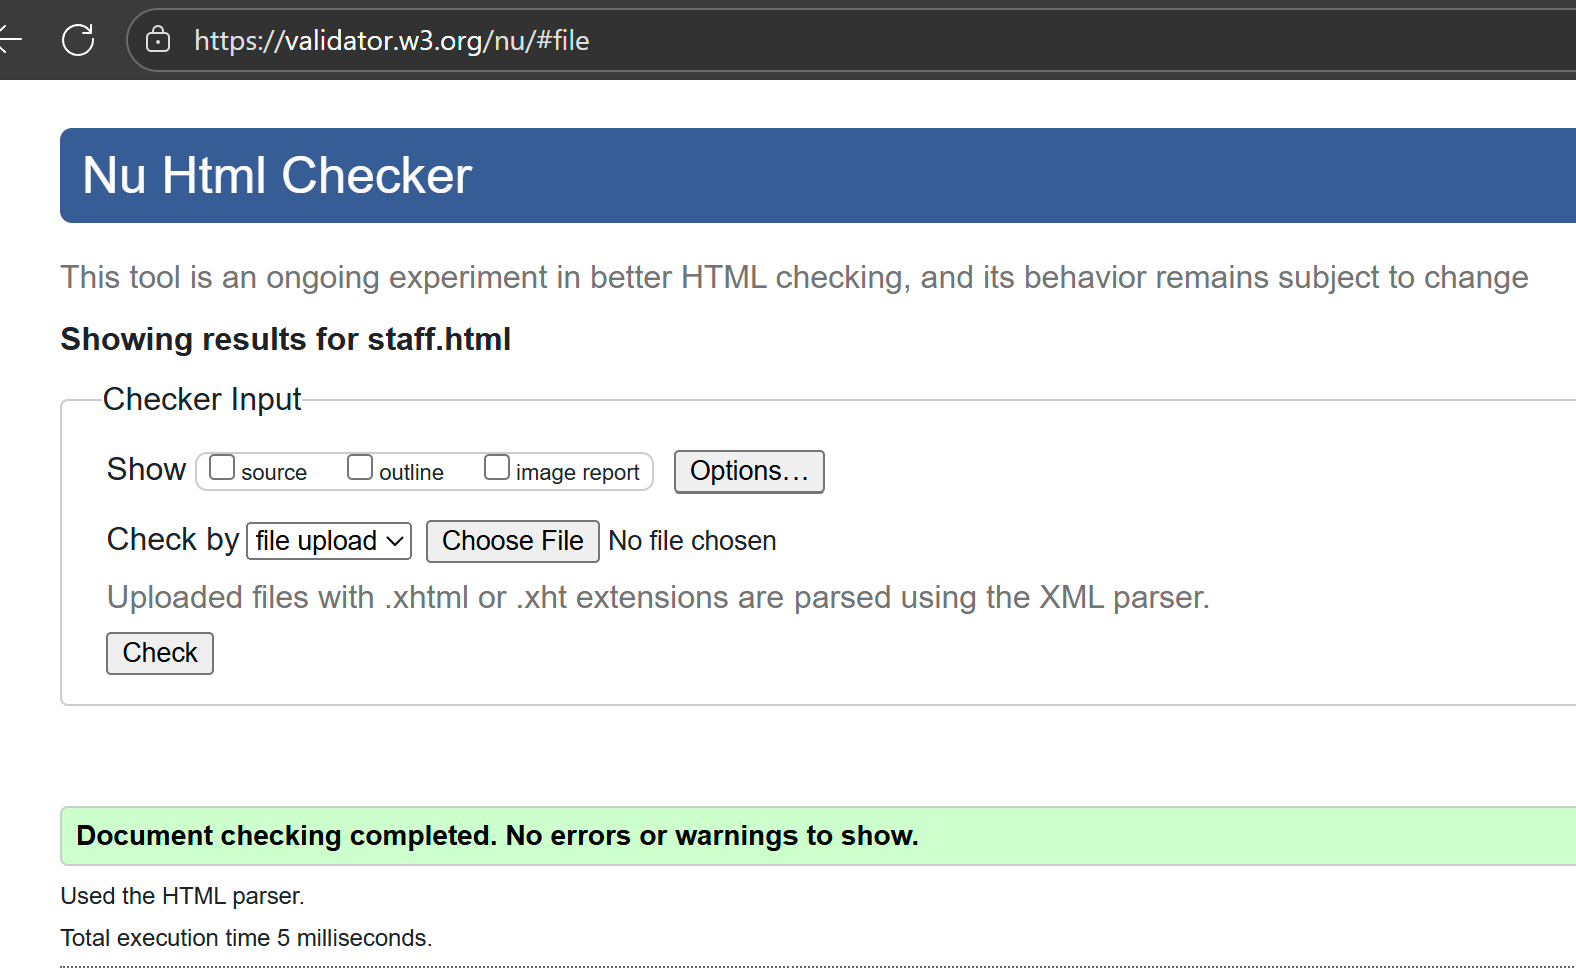 https://validator.w3.org/nu/#file
Nu Html Checker
This tool is an ongoing experiment in better HTML checking, and its behavior remains subject to change
Showing results for staff.html
Checker Input
Show source outline image report Options...
Check by file upload Choose File No file chosen
Uploaded files with .xhtml or .xht extensions are parsed using the XML parser.
Check
Document checking completed. No errors or warnings to show.
Used the HTML parser.
Total execution time 5 milliseconds.